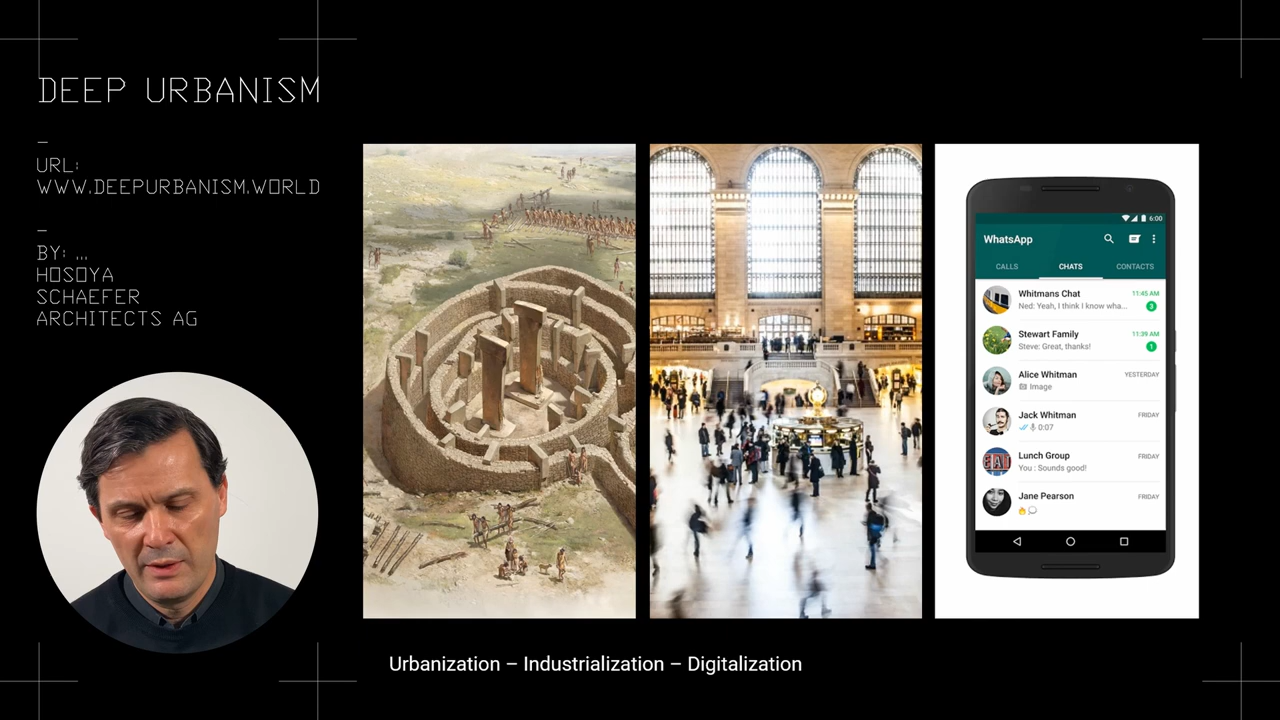 DEEP URBANISM
–
URL:
WWW.DEEPURBANISM.WORLD
–
BY: ...
HOSOYA
SCHAEFER
ARCHITECTS AG
6:00
WhatsApp
CALLS CHATS CONTACTS
Whitmans Chat 11:45 AM
Ned: Yeah, I think I know wha... 3
Stewart Family 11:39 AM
Steve: Great, thanks! 1
Alice Whitman YESTERDAY
Image
Jack Whitman FRIDAY
0:07
Lunch Group FRIDAY
You : Sounds good!
Jane Pearson FRIDAY
Urbanization – Industrialization – Digitalization